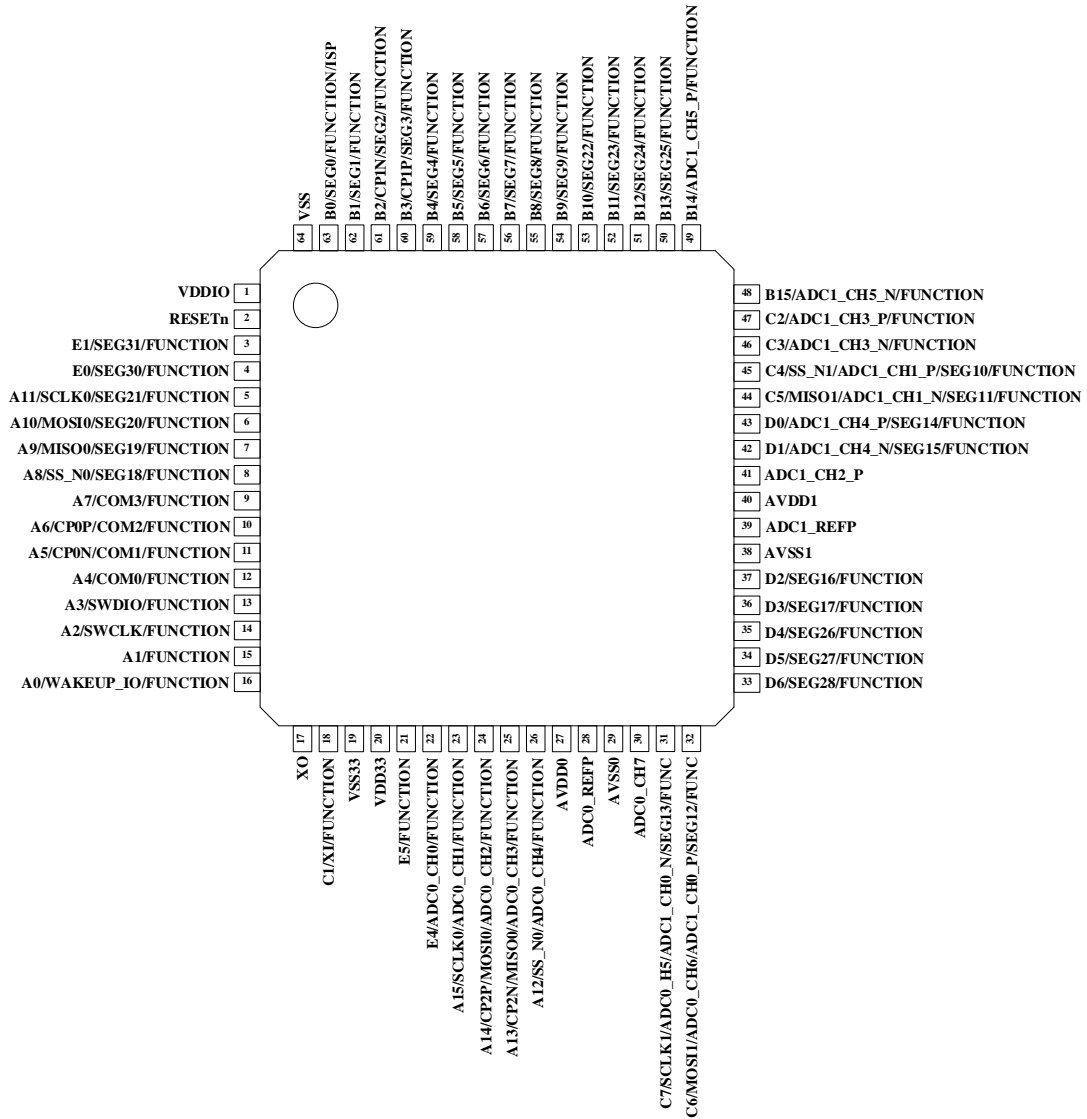 VSS
B0/SEG0/FUNCTION/ISP
B1/SEG1/FUNCTION
B2/CP1N/SEG2/FUNCTION
B3/CP1P/SEG3/FUNCTION
B4/SEG4/FUNCTION
B5/SEG5/FUNCTION
B6/SEG6/FUNCTION
B7/SEG7/FUNCTION
B8/SEG8/FUNCTION
B9/SEG9/FUNCTION
B10/SEG22/FUNCTION
B11/SEG23/FUNCTION
B12/SEG24/FUNCTION
B13/SEG25/FUNCTION
B14/ADC1_CH5_P/FUNCTION
64
63
62
61
60
59
58
57
56
55
54
53
52
51
50
49
VDDIO 1
RESETn 2
E1/SEG31/FUNCTION 3
E0/SEG30/FUNCTION 4
A11/SCLK0/SEG21/FUNCTION 5
A10/MOSI0/SEG20/FUNCTION 6
A9/MISO0/SEG19/FUNCTION 7
A8/SS_N0/SEG18/FUNCTION 8
A7/COM3/FUNCTION 9
A6/CP0P/COM2/FUNCTION 10
A5/CP0N/COM1/FUNCTION 11
A4/COM0/FUNCTION 12
A3/SWDIO/FUNCTION 13
A2/SWCLK/FUNCTION 14
A1/FUNCTION 15
A0/WAKEUP_IO/FUNCTION 16
48 B15/ADC1_CH5_N/FUNCTION
47 C2/ADC1_CH3_P/FUNCTION
46 C3/ADC1_CH3_N/FUNCTION
45 C4/SS_N1/ADC1_CH1_P/SEG10/FUNCTION
44 C5/MISO1/ADC1_CH1_N/SEG11/FUNCTION
43 D0/ADC1_CH4_P/SEG14/FUNCTION
42 D1/ADC1_CH4_N/SEG15/FUNCTION
41 ADC1_CH2_P
40 AVDD1
39 ADC1_REFP
38 AVSS1
37 D2/SEG16/FUNCTION
36 D3/SEG17/FUNCTION
35 D4/SEG26/FUNCTION
34 D5/SEG27/FUNCTION
33 D6/SEG28/FUNCTION
17
18
19
20
21
22
23
24
25
26
27
28
29
30
31
32
XO
C1/XI/FUNCTION
VSS33
VDD33
E5/FUNCTION
E4/ADC0_CH0/FUNCTION
A15/SCLK0/ADC0_CH1/FUNCTION
A14/CP2P/MOSI0/ADC0_CH2/FUNCTION
A13/CP2N/MISO0/ADC0_CH3/FUNCTION
A12/SS_N0/ADC0_CH4/FUNCTION
AVDD0
ADC0_REFP
AVSS0
ADC0_CH7
C7/SCLK1/ADC0_H5/ADC1_CH0_N/SEG13/FUNC
C6/MOSI1/ADC0_CH6/ADC1_CH0_P/SEG12/FUNC